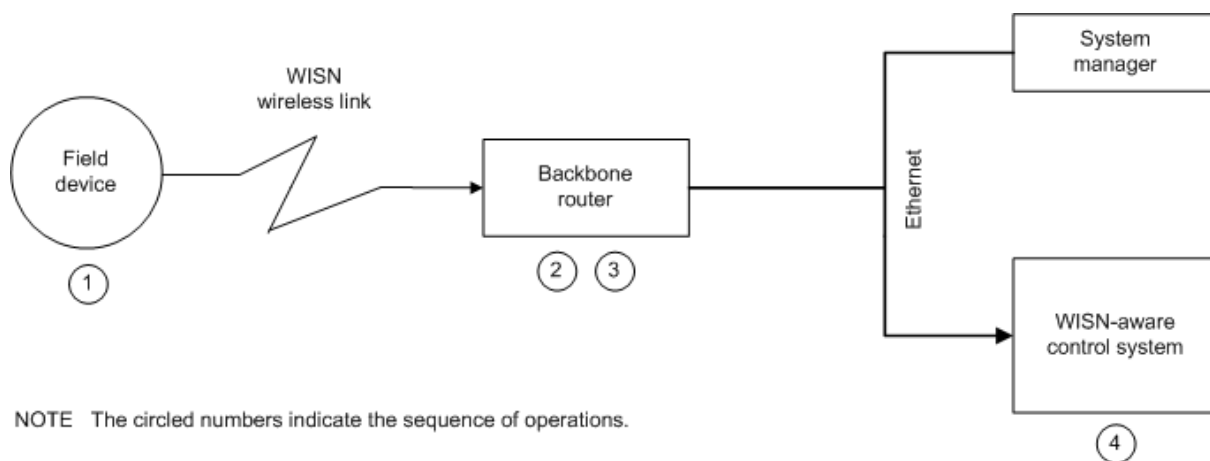 Field
device
1
WISN
wireless link
Backbone
router
2
3
Ethernet
System
manager
WISN-aware
control system
4
NOTE The circled numbers indicate the sequence of operations.